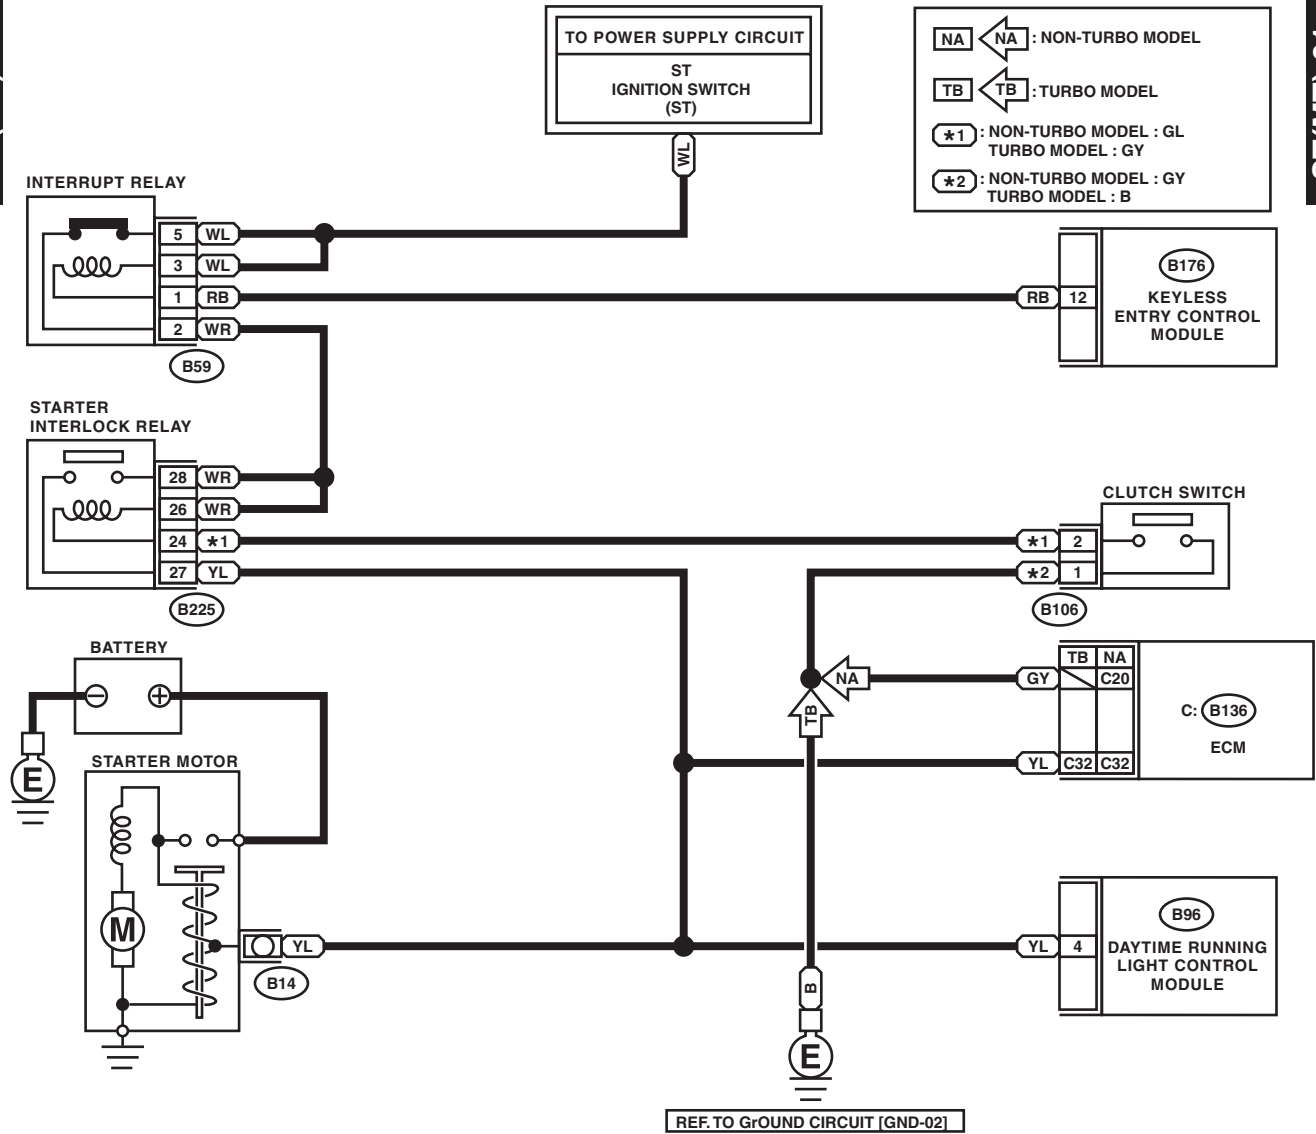 TO POWER SUPPLY CIRCUIT
ST
IGNITION SWITCH
(ST)
WL
NA NA : NON-TURBO MODEL
TB TB : TURBO MODEL
*1 : NON-TURBO MODEL : GL
TURBO MODEL : GY
*2 : NON-TURBO MODEL : GY
TURBO MODEL : B
INTERRUPT RELAY
5 WL
3 WL
1 RB
2 WR
B59
RB 12
B176
KEYLESS
ENTRY CONTROL
MODULE
STARTER
INTERLOCK RELAY
28 WR
26 WR
24 *1
27 YL
B225
CLUTCH SWITCH
*1 2
*2 1
B106
BATTERY
E
STARTER MOTOR
M
YL
B14
NA
TB
TB NA
GY C20
YL C32 C32
C: B136
ECM
YL 4
B96
DAYTIME RUNNING
LIGHT CONTROL
MODULE
B
E
REF. TO GrOUND CIRCUIT [GND-02]